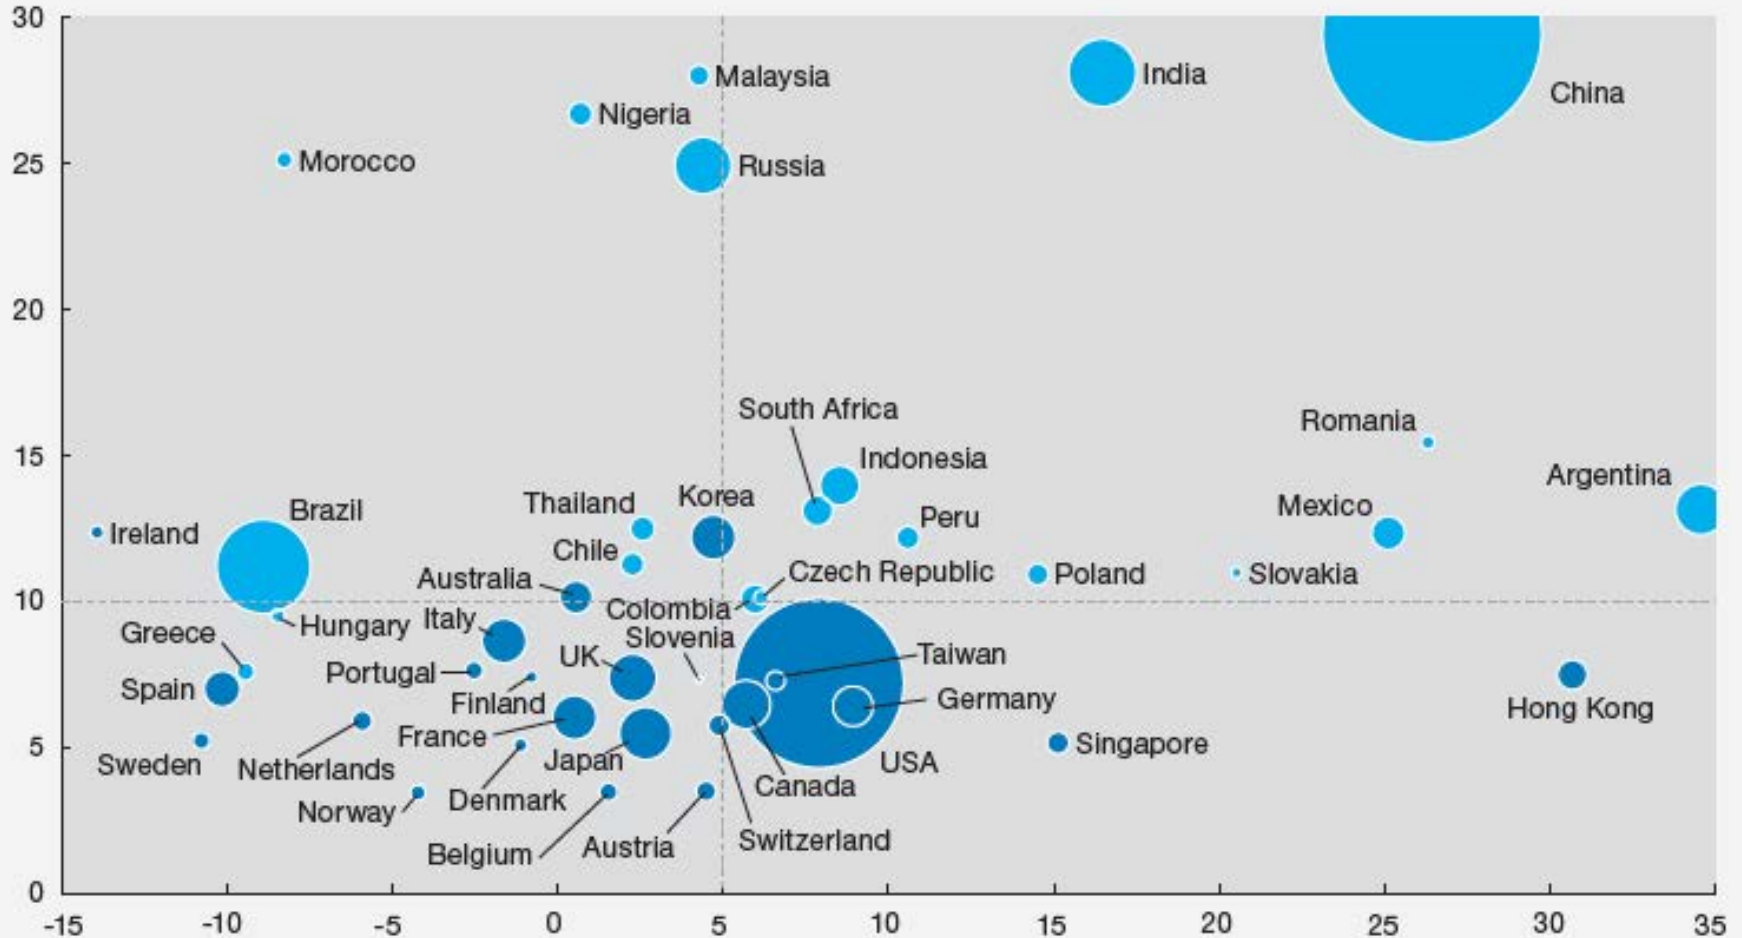 30
Malaysia
India
China
Nigeria
25
Morocco
Russia
20
South Africa
Romania
15
Indonesia
Argentina
Thailand
Korea
Mexico
Brazil
Peru
Ireland
Chile
Australia
Czech Republic
Poland
Slovakia
10
Colombia
Hungary
Italy
Greece
Slovenia
UK
Taiwan
Portugal
Spain
Finland
Germany
Hong Kong
France
5
Singapore
Sweden
Netherlands
Japan
USA
Canada
Norway
Denmark
Switzerland
Belgium
Austria
0
-15 -10 -5 0 5 10 15 20 25 30 35